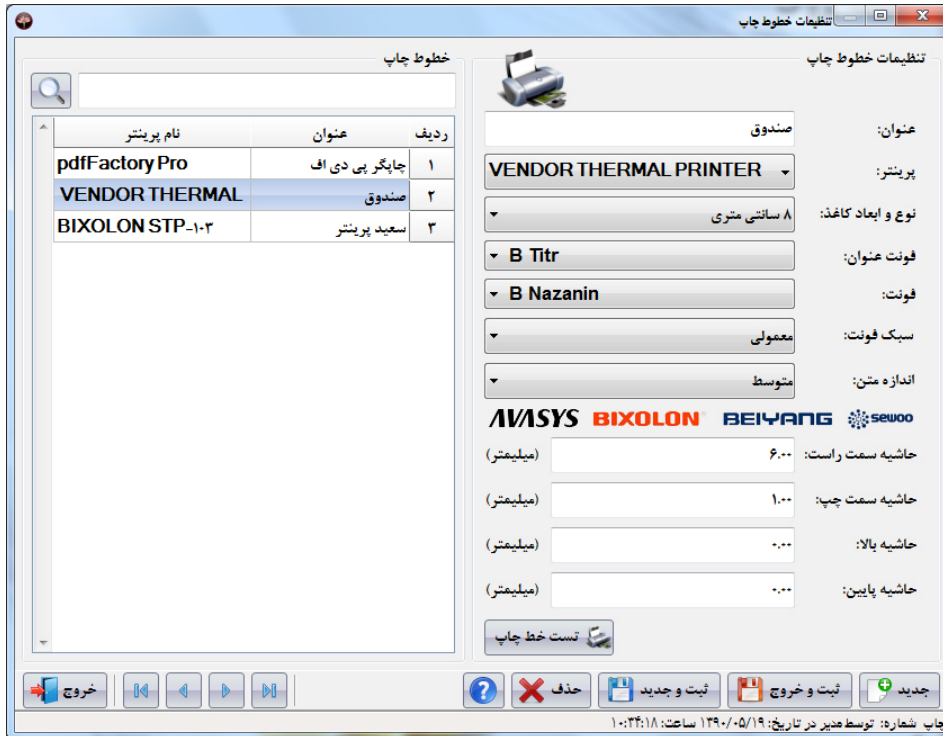 تنظیمات خطوط چاپ
تنظیمات خطوط چاپ
عنوان: صندوق
پرینتر: VENDOR THERMAL PRINTER
نوع و ابعاد کاغذ: ۸ سانتی متری
فونت عنوان: B Titr
فونت: B Nazanin
سبک فونت: معمولی
اندازه متن: متوسط
AVASYS BIXOLON BEIYANG sewoo
حاشیه سمت راست: ۶.۰۰ (میلیمتر)
حاشیه سمت چپ: ۱.۰۰ (میلیمتر)
حاشیه بالا: ۰.۰۰ (میلیمتر)
حاشیه پایین: ۰.۰۰ (میلیمتر)
تست خط چاپ
خطوط چاپ
ردیف عنوان نام پرینتر
۱ چاپگر پی دی اف pdfFactory Pro
۲ صندوق VENDOR THERMAL
۳ سعید پرینتر BIXOLON STP-۱۰۳
جدید ثبت و خروج ثبت و جدید حذف خروج
چاپ شماره: توسط مدیر در تاریخ: ۱۳۹۰/۰۵/۱۹ ساعت: ۱۰:۳۴:۱۸